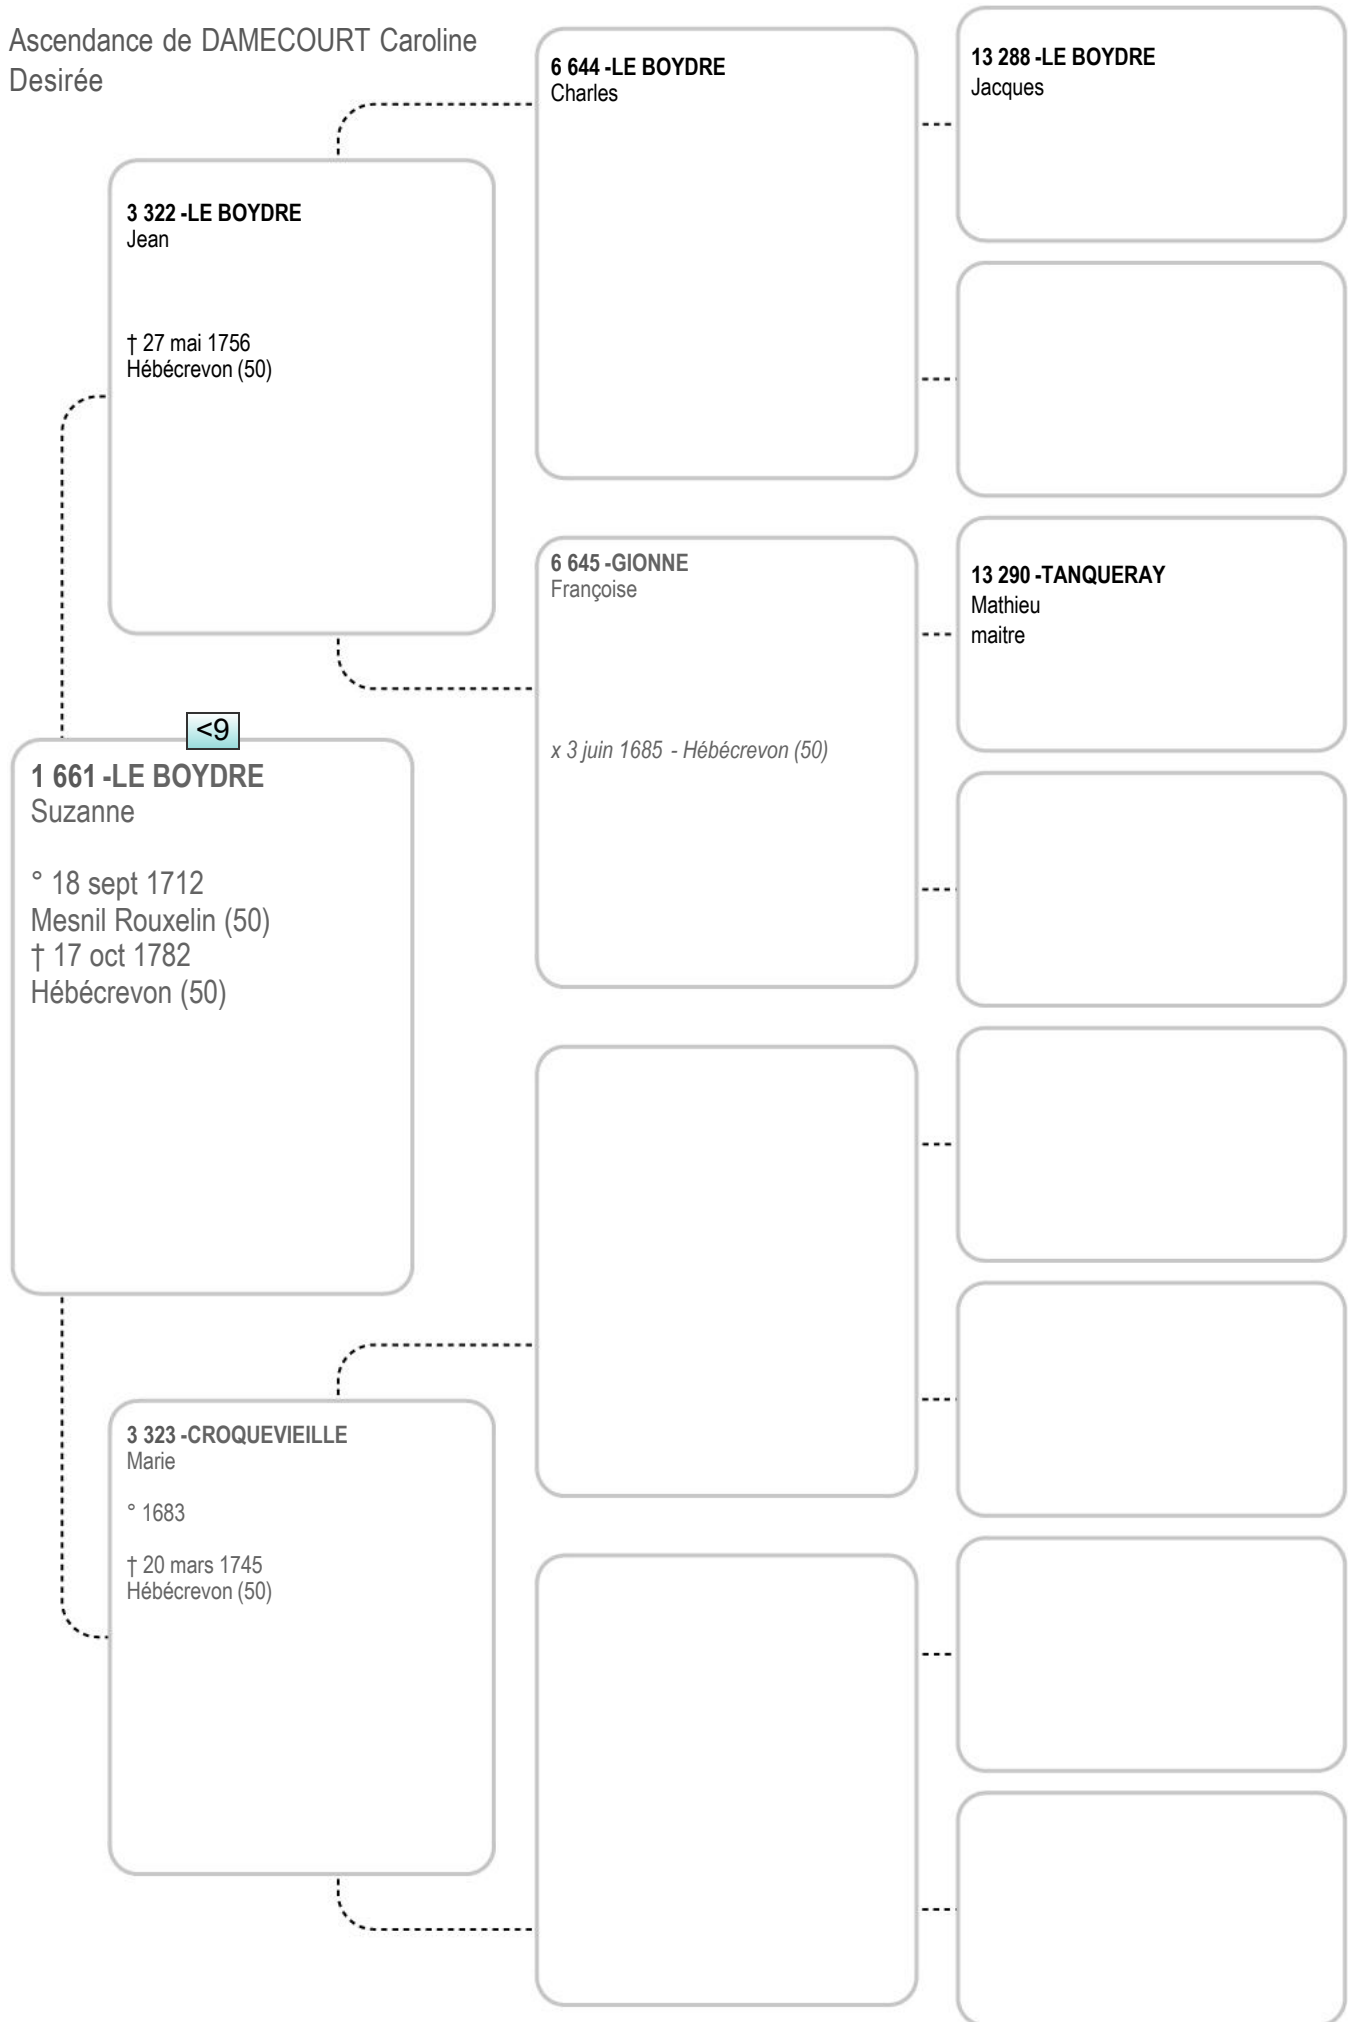 Ascendance de DAMECOURT Caroline
Desirée
6 644 -LE BOYDRE
Charles
13 288 -LE BOYDRE
Jacques
3 322 -LE BOYDRE
Jean
† 27 mai 1756
Hébécrevon (50)
6 645 -GIONNE
Françoise
x 3 juin 1685 - Hébécrevon (50)
13 290 -TANQUERAY
Mathieu
maitre
<9
1 661 -LE BOYDRE
Suzanne
° 18 sept 1712
Mesnil Rouxelin (50)
† 17 oct 1782
Hébécrevon (50)
3 323 -CROQUEVIEILLE
Marie
° 1683
† 20 mars 1745
Hébécrevon (50)